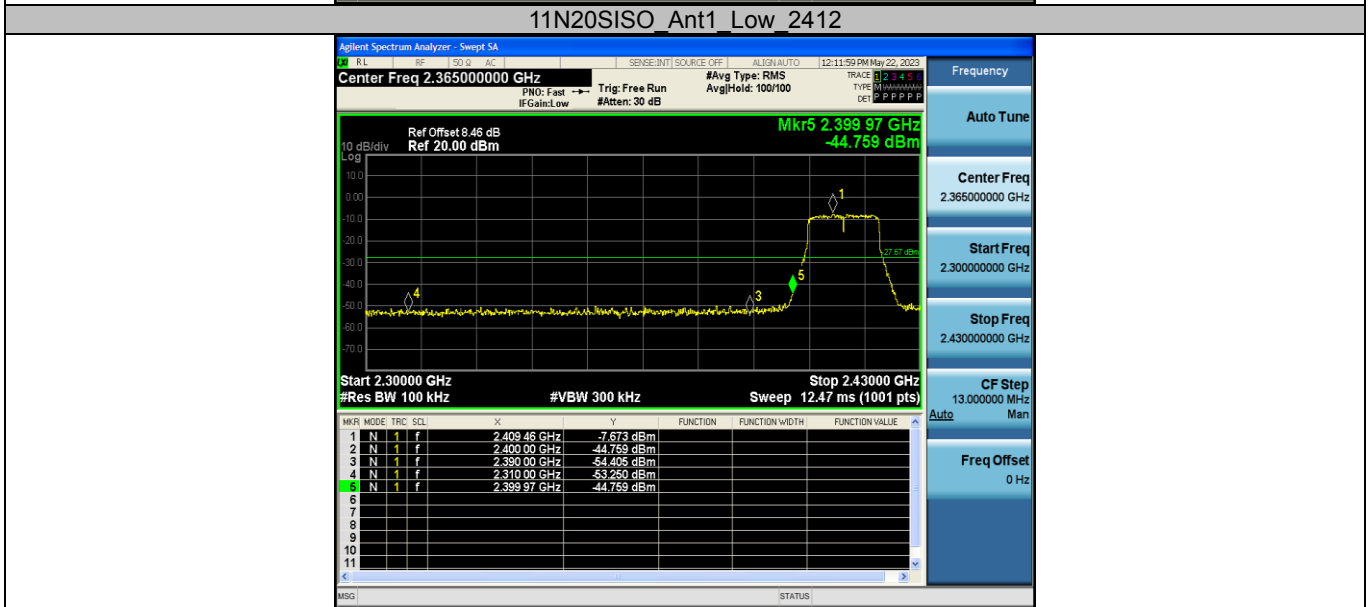 11N20SISO_Ant1_Low_2412
Agilent Spectrum Analyzer - Swept SA
RL RF 50 Ω AC SENSE:INT SOURCE OFF ALIGNAUTO 12:11:59 PM May 22, 2023
Center Freq 2.365000000 GHz #Avg Type: RMS TRACE 1 2 3 4 5 6
PNO: Fast Trig: Free Run Avg|Hold: 100/100 TYPE M
IFGain:Low #Atten: 30 dB DET P P P P P P
Mkr5 2.399 97 GHz
-44.759 dBm
Ref Offset 8.46 dB
10 dB/div Ref 20.00 dBm
Log
10.0
0.00
-10.0
-20.0
-30.0
-40.0
-50.0
-60.0
-70.0
1
-27.67 dBm
5
4
3
Start 2.30000 GHz Stop 2.43000 GHz
#Res BW 100 kHz #VBW 300 kHz Sweep 12.47 ms (1001 pts)
MKR MODE TRC SCL X Y FUNCTION FUNCTION WIDTH FUNCTION VALUE
1 N 1 f 2.409 46 GHz -7.673 dBm
2 N 1 f 2.400 00 GHz -44.759 dBm
3 N 1 f 2.390 00 GHz -54.405 dBm
4 N 1 f 2.310 00 GHz -53.250 dBm
5 N 1 f 2.399 97 GHz -44.759 dBm
6
7
8
9
10
11
MSG STATUS
Frequency
Auto Tune
Center Freq
2.365000000 GHz
Start Freq
2.300000000 GHz
Stop Freq
2.430000000 GHz
CF Step
13.000000 MHz
Auto Man
Freq Offset
0 Hz